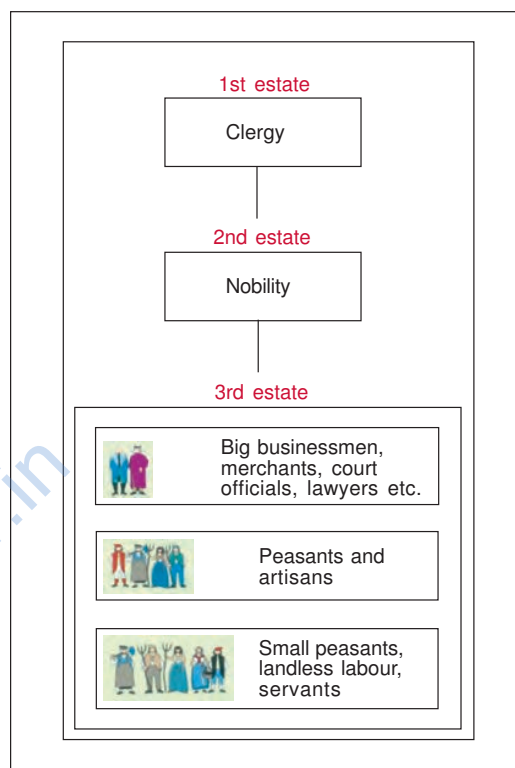 1st estate
Clergy
2nd estate
Nobility
3rd estate
Big businessmen,
merchants, court
officials, lawyers etc.
Peasants and
artisans
Small peasants,
landless labour,
servants
.in